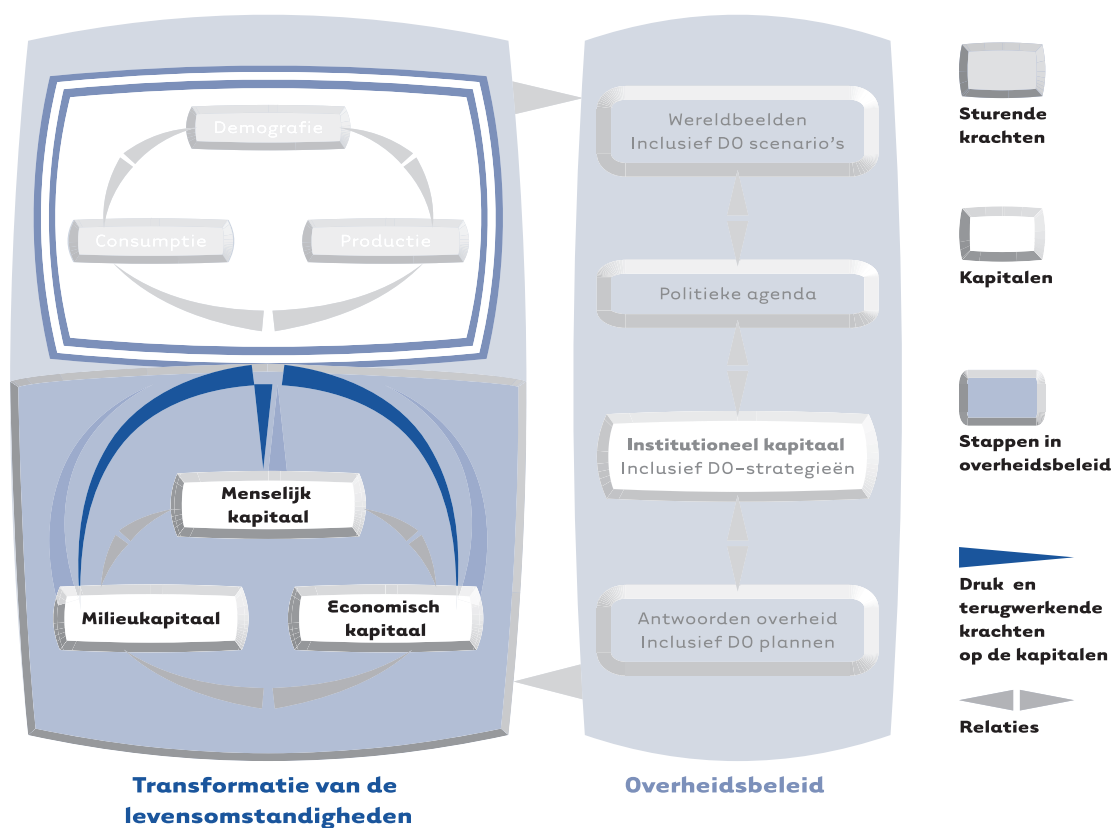 Demografie
Consumptie
Productie
Menselijk
kapitaal
Milieukapitaal
Economisch
kapitaal
Transformatie van de
levensomstandigheden
Wereldbeelden
Inclusief DO scenario's
Politieke agenda
Institutioneel kapitaal
Inclusief DO-strategieën
Antwoorden overheid
Inclusief DO plannen
Overheidsbeleid
Sturende
krachten
Kapitalen
Stappen in
overheidsbeleid
Druk en
terugwerkende
krachten
op de kapitalen
Relaties